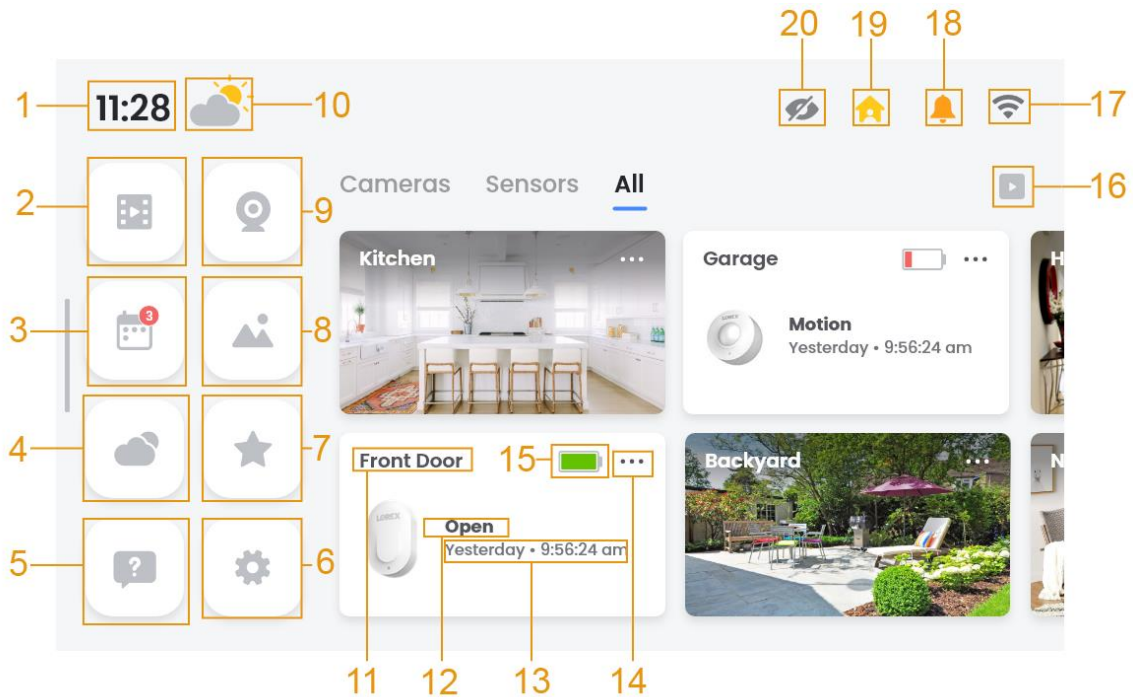 20 19 18
1 11:28 10 17
Cameras Sensors All 16
2 9
Kitchen
Garage
H
3 3 8
LOREX
Motion
Yesterday • 9:56:24 am
4 7
Front Door 15
Backyard
N
LOREX
Open
Yesterday • 9:56:24 am
5 ? 6
11 12 13 14